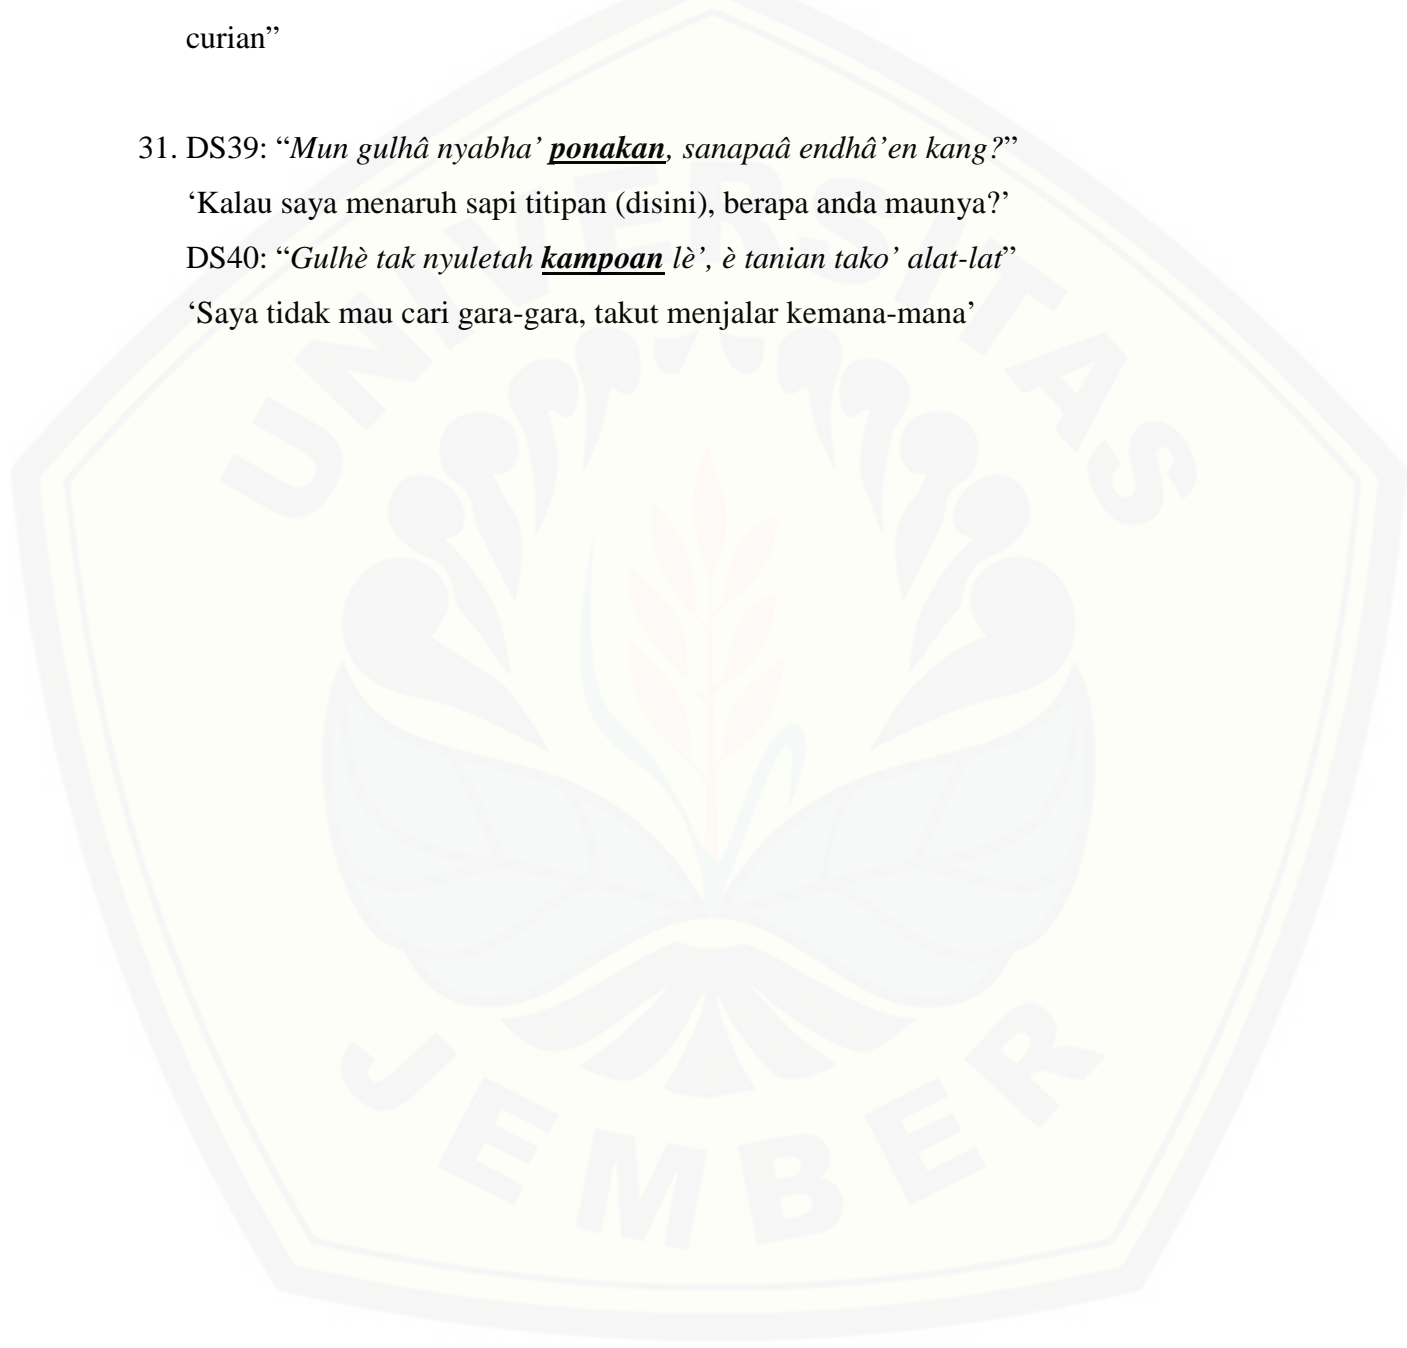 curian”
31. DS39: “Mun gulhâ nyabha’ ponakan, sanapaâ endhâ’en kang?”
‘Kalau saya menaruh sapi titipan (disini), berapa anda maunya?’
DS40: “Gulhè tak nyuletah kampoan lè’, è tanian tako’ alat-lat”
‘Saya tidak mau cari gara-gara, takut menjalar kemana-mana’
UNIVERSITAS
JEMBER